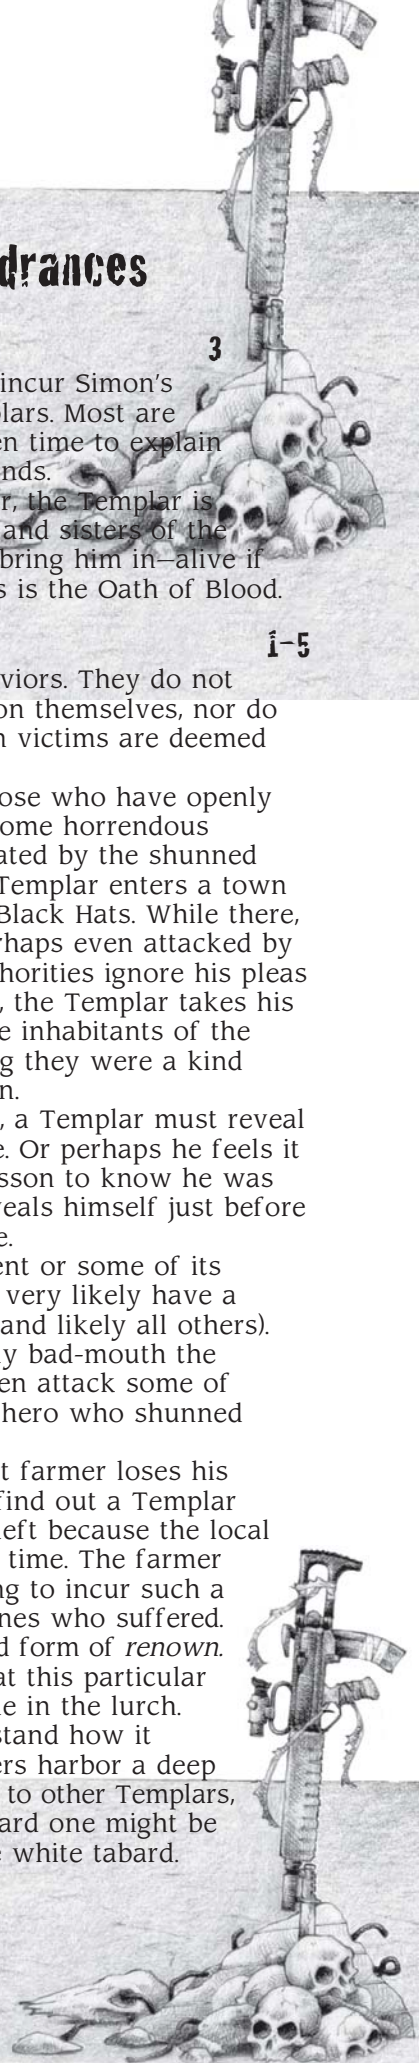 drances
3
incur Simon's
plars. Most are
en time to explain
nds.
r, the Templar is
and sisters of the
bring him in—alive if
s is the Oath of Blood.
1–5
viors. They do not
on themselves, nor do
n victims are deemed
ose who have openly
ome horrendous
ated by the shunned
Templar enters a town
Black Hats. While there,
rhaps even attacked by
horities ignore his pleas
, the Templar takes his
e inhabitants of the
g they were a kind
n.
, a Templar must reveal
e. Or perhaps he feels it
sson to know he was
veals himself just before
e.
ent or some of its
very likely have a
and likely all others).
ly bad-mouth the
en attack some of
hero who shunned
t farmer loses his
find out a Templar
left because the local
time. The farmer
ng to incur such a
nes who suffered.
d form of renown.
at this particular
le in the lurch.
stand how it
ers harbor a deep
to other Templars,
ard one might be
e white tabard.